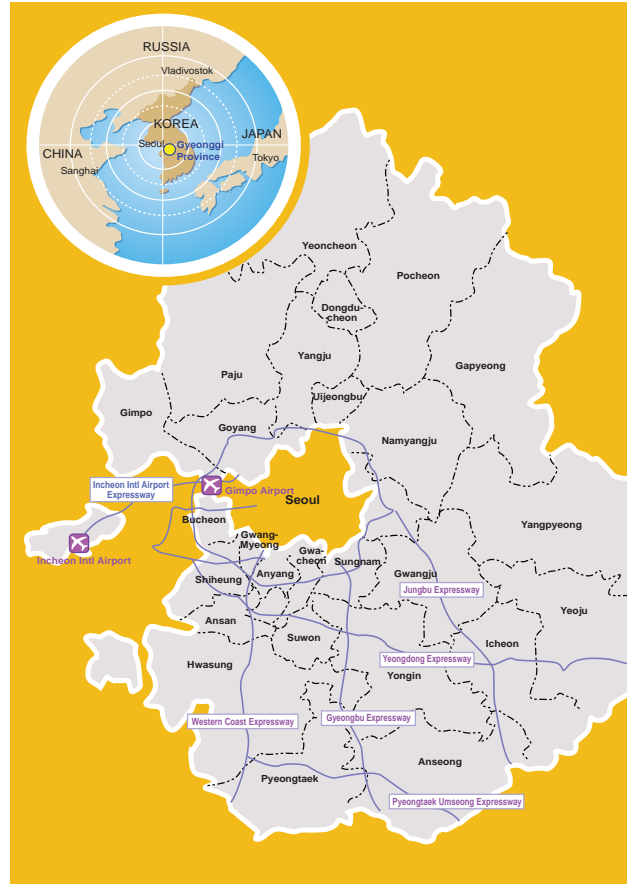 RUSSIA
Vladivostok
KOREA
JAPAN
Seoul
Gyeonggi
Province
CHINA
Tokyo
Sanghai
Yeoncheon
Pocheon
Dongdu-
cheon
Yangju
Gapyeong
Paju
Uijeongbu
Gimpo
Goyang
Namyangju
Incheon Intl Airport
Expressway
Gimpo Airport
Seoul
Bucheon
Yangpyeong
Gwang-
Myeong
Incheon Intl Airport
Gwa-
cheon
Sungnam
Shiheung
Anyang
Gwangju
Jungbu Expressway
Yeoju
Ansan
Suwon
Icheon
Hwasung
Yeongdong Expressway
Yongin
Western Coast Expressway
Gyeongbu Expressway
Anseong
Pyeongtaek
Pyeongtaek Umseong Expressway